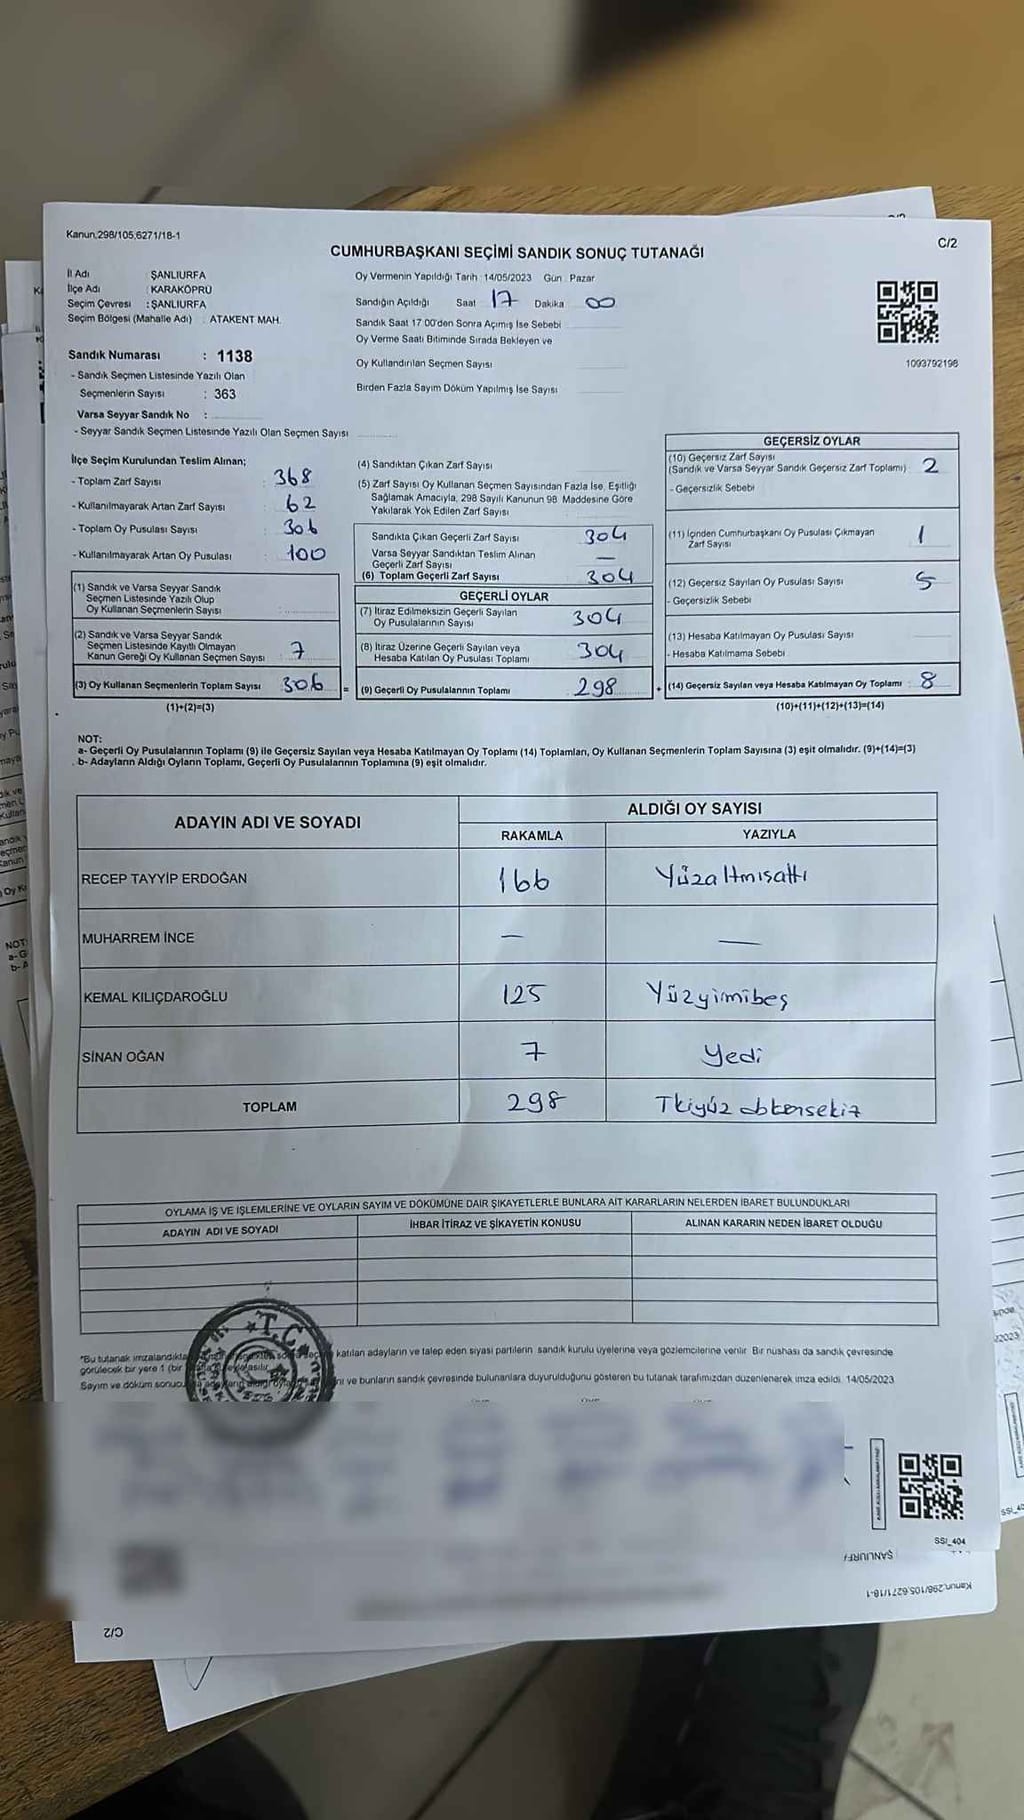 Kanun,298/105,6271/18-1
C/2
CUMHURBAŞKANI SEÇİMİ SANDIK SONUÇ TUTANAĞI
İl Adı : ŞANLIURFA
İlçe Adı : KARAKÖPRÜ
Seçim Çevresi : ŞANLIURFA
Seçim Bölgesi (Mahalle Adı) : ATAKENT MAH.
Oy Vermenin Yapıldığı Tarih :14/05/2023 Gün : Pazar
Sandığın Açıldığı Saat 17 Dakika 00
Sandık Saat 17:00'den Sonra Açımış İse Sebebi
Oy Verme Saati Bitiminde Sırada Bekleyen ve
Oy Kullandırılan Seçmen Sayısı
Birden Fazla Sayım Döküm Yapılmış İse Sayısı
1093792198
Sandık Numarası : 1138
- Sandık Seçmen Listesinde Yazılı Olan
Seçmenlerin Sayısı : 363
Varsa Seyyar Sandık No :
- Seyyar Sandık Seçmen Listesinde Yazılı Olan Seçmen Sayısı
İlçe Seçim Kurulundan Teslim Alınan;
- Toplam Zarf Sayısı : 368
- Kullanılmayarak Artan Zarf Sayısı : 62
- Toplam Oy Pusulası Sayısı : 306
- Kullanılmayarak Artan Oy Pusulası : 100
(1) Sandık ve Varsa Seyyar Sandık
Seçmen Listesinde Yazılı Olup
Oy Kullanan Seçmenlerin Sayısı
(2) Sandık ve Varsa Seyyar Sandık
Seçmen Listesinde Kayıtlı Olmayan
Kanun Gereği Oy Kullanan Seçmen Sayısı 7
(3) Oy Kullanan Seçmenlerin Toplam Sayısı 306
(1)+(2)=(3)
(4) Sandıktan Çıkan Zarf Sayısı
(5) Zarf Sayısı Oy Kullanan Seçmen Sayısından Fazla İse, Eşitliği
Sağlamak Amacıyla, 298 Sayılı Kanunun 98. Maddesine Göre
Yakılarak Yok Edilen Zarf Sayısı
Sandıkta Çıkan Geçerli Zarf Sayısı 304
Varsa Seyyar Sandıktan Teslim Alınan
Geçerli Zarf Sayısı —
(6) Toplam Geçerli Zarf Sayısı 304
GEÇERLİ OYLAR
(7) İtiraz Edilmeksizin Geçerli Sayılan
Oy Pusulalarının Sayısı 304
(8) İtiraz Üzerine Geçerli Sayılan veya
Hesaba Katılan Oy Pusulası Toplamı 304
= (9) Geçerli Oy Pusulalarının Toplamı 298
GEÇERSİZ OYLAR
(10) Geçersiz Zarf Sayısı
(Sandık ve Varsa Seyyar Sandık Geçersiz Zarf Toplamı) 2
- Geçersizlik Sebebi
(11) İçinden Cumhurbaşkanı Oy Pusulası Çıkmayan
Zarf Sayısı 1
(12) Geçersiz Sayılan Oy Pusulası Sayısı 5
- Geçersizlik Sebebi
(13) Hesaba Katılmayan Oy Pusulası Sayısı
- Hesaba Katılmama Sebebi
+ (14) Geçersiz Sayılan veya Hesaba Katılmayan Oy Toplamı : 8
(10)+(11)+(12)+(13)=(14)
NOT:
a- Geçerli Oy Pusulalarının Toplamı (9) ile Geçersiz Sayılan veya Hesaba Katılmayan Oy Toplamı (14) Toplamları, Oy Kullanan Seçmenlerin Toplam Sayısına (3) eşit olmalıdır. (9)+(14)=(3)
b- Adayların Aldığı Oyların Toplamı, Geçerli Oy Pusulalarının Toplamına (9) eşit olmalıdır.
ADAYIN ADI VE SOYADI
ALDIĞI OY SAYISI
RAKAMLA YAZIYLA
RECEP TAYYİP ERDOĞAN 166 Yüzaltmışaltı
MUHARREM İNCE — —
KEMAL KILIÇDAROĞLU 125 Yüzyimibeş
SİNAN OĞAN 7 Yedi
TOPLAM 298
OYLAMA İŞ VE İŞLEMLERİNE VE OYLARIN SAYIM VE DÖKÜMÜNE DAİR ŞİKAYETLERLE BUNLARA AİT KARARLARIN NELERDEN İBARET BULUNDUKLARI
ADAYIN ADI VE SOYADI İHBAR İTİRAZ VE ŞİKAYETİN KONUSU ALINAN KARARIN NEDEN İBARET OLDUĞU
T.C.
*Bu tutanak imzalandıkta katılan adayların ve talep eden siyasi partilerin sandık kurulu üyelerine veya gözlemcilerine verilir. Bir nüshası da sandık çevresinde
görülecek bir yere 1 (bir
Sayım ve döküm sonucu ve bunların sandık çevresinde bulunanlara duyurulduğunu gösteren bu tutanak tarafımızdan düzenlenerek imza edildi. 14/05/2023
SSI_404
ŞANLIURF
Kanun,298/105,6271/18-1
C/2